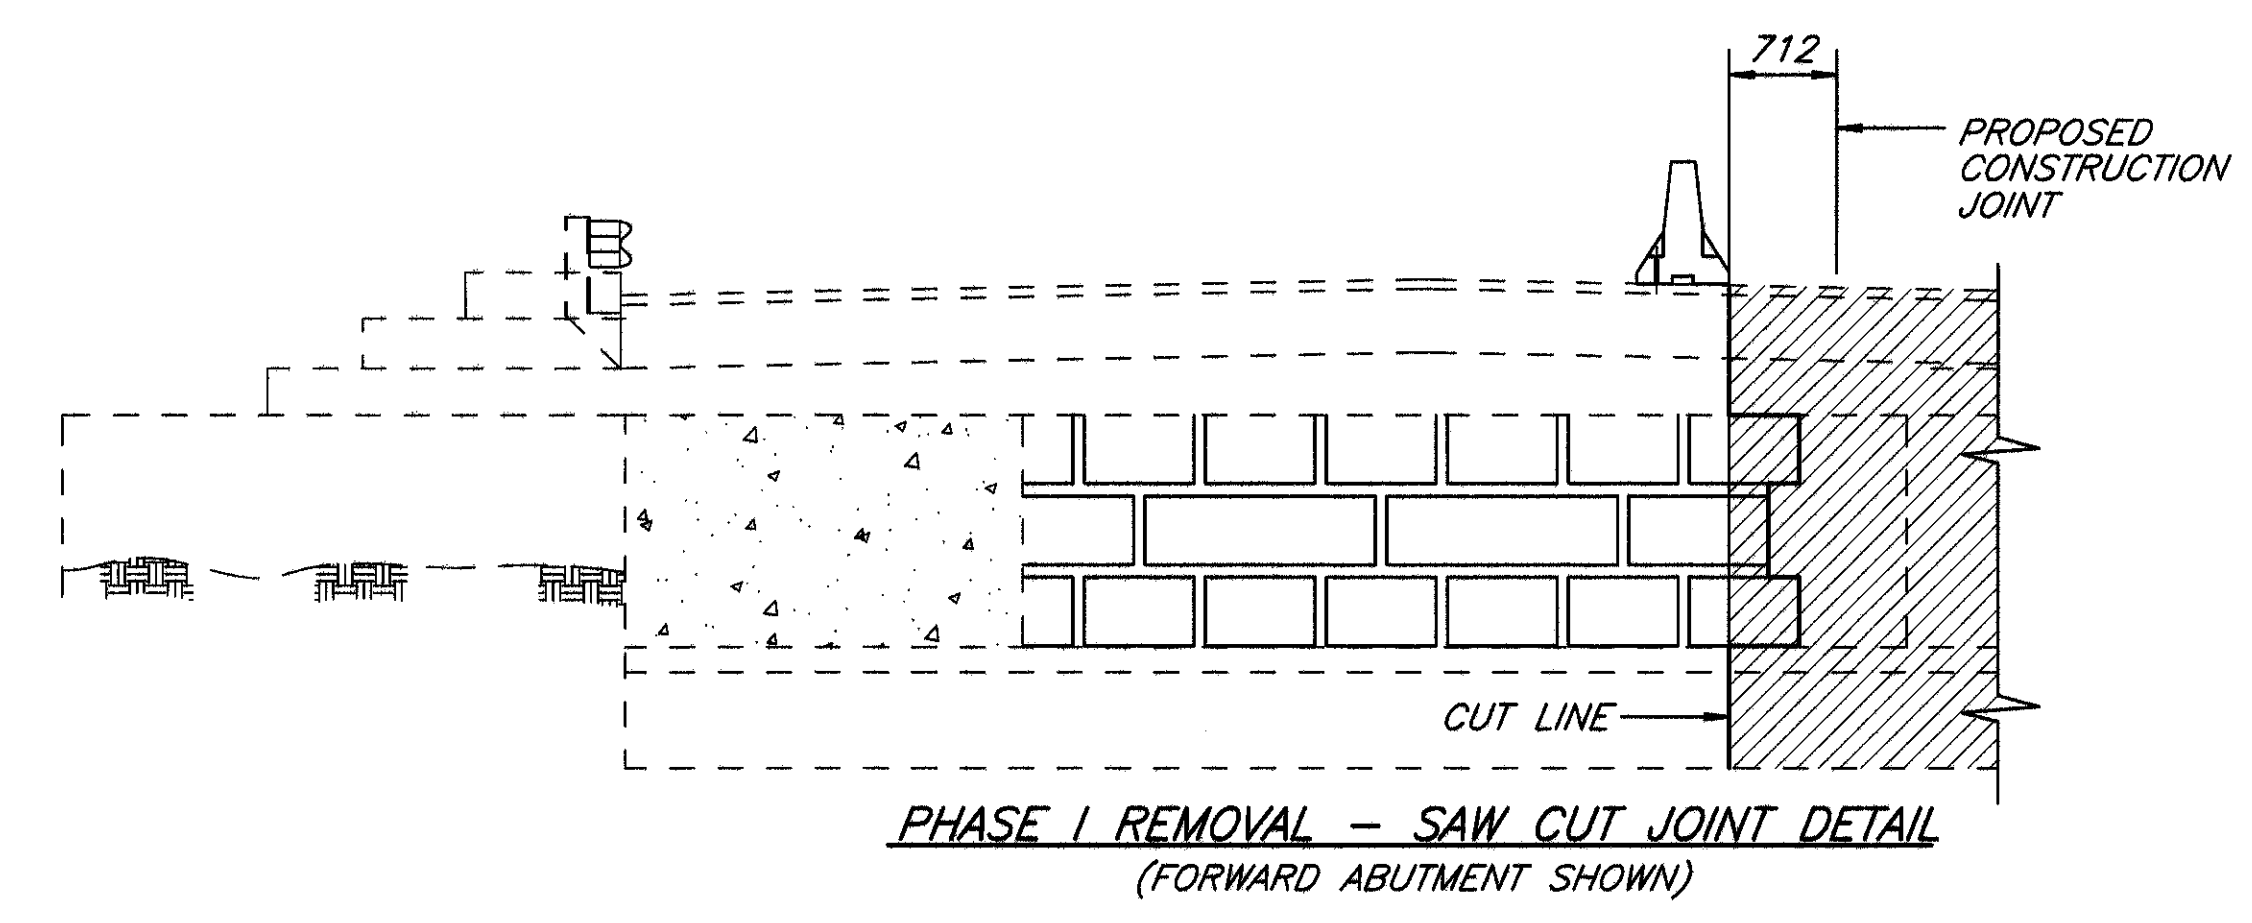 712
PROPOSED
CONSTRUCTION
JOINT
CUT LINE
PHASE I REMOVAL - SAW CUT JOINT DETAIL
(FORWARD ABUTMENT SHOWN)